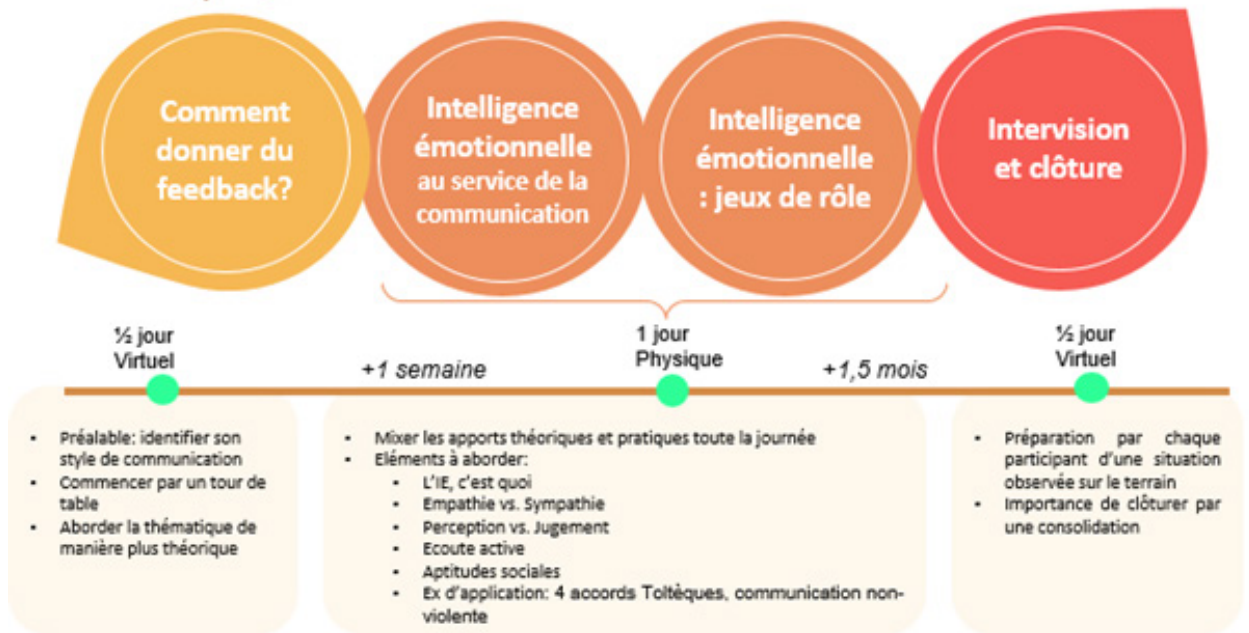 Comment
donner du
feedback?
Intelligence
émotionnelle
au service de la
communication
Intelligence
émotionnelle
: jeux de rôle
Intervision
et clôture
½ jour
Virtuel
+1 semaine
1 jour
Physique
+1,5 mois
½ jour
Virtuel
▪ Préalable: identifier son
style de communication
▪ Commencer par un tour de
table
▪ Aborder la thématique de
manière plus théorique
▪ Mixer les apports théoriques et pratiques toute la journée
▪ Eléments à aborder:
▪ L'IE, c'est quoi
▪ Empathie vs. Sympathie
▪ Perception vs. Jugement
▪ Ecoute active
▪ Aptitudes sociales
▪ Ex d'application: 4 accords Toltèques, communication non-
violente
▪ Préparation par chaque
participant d'une situation
observée sur le terrain
▪ Importance de clôturer par
une consolidation